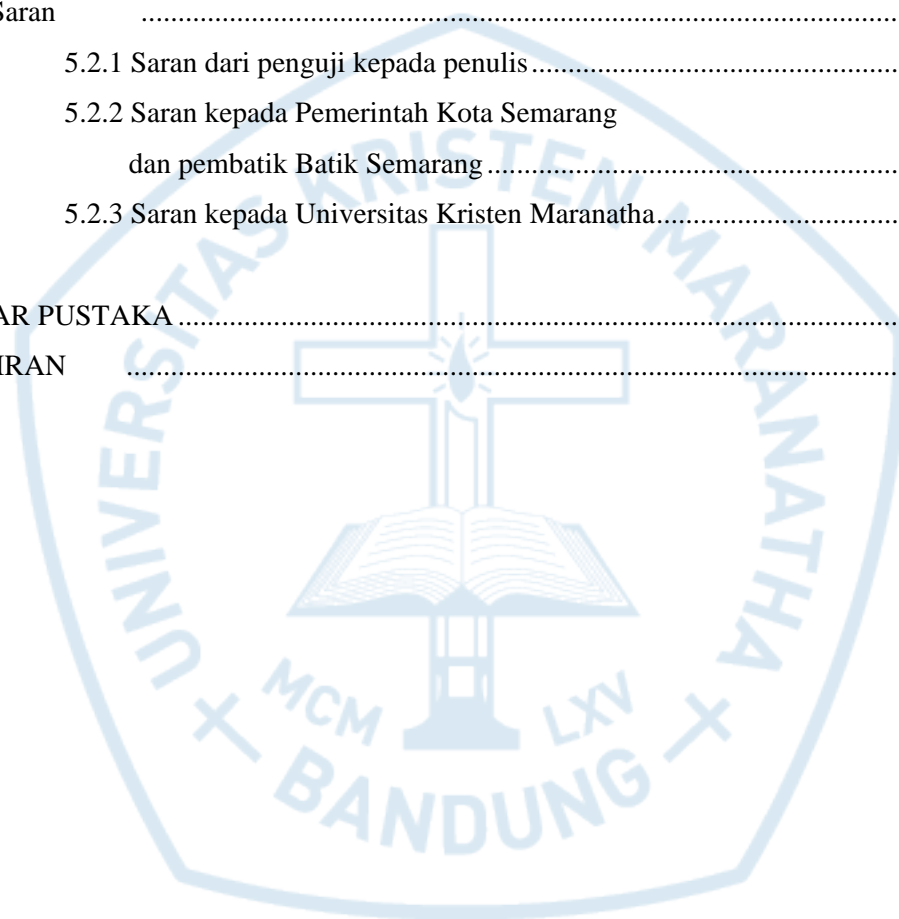 Saran ................................................................
5.2.1 Saran dari penguji kepada penulis ................................................................
5.2.2 Saran kepada Pemerintah Kota Semarang
dan pembatik Batik Semarang ................................................................
5.2.3 Saran kepada Universitas Kristen Maranatha ................................................................
AR PUSTAKA ................................................................
IRAN ................................................................
UNIVERSITAS KRISTEN MARANATHA
MCM LXV
BANDUNG